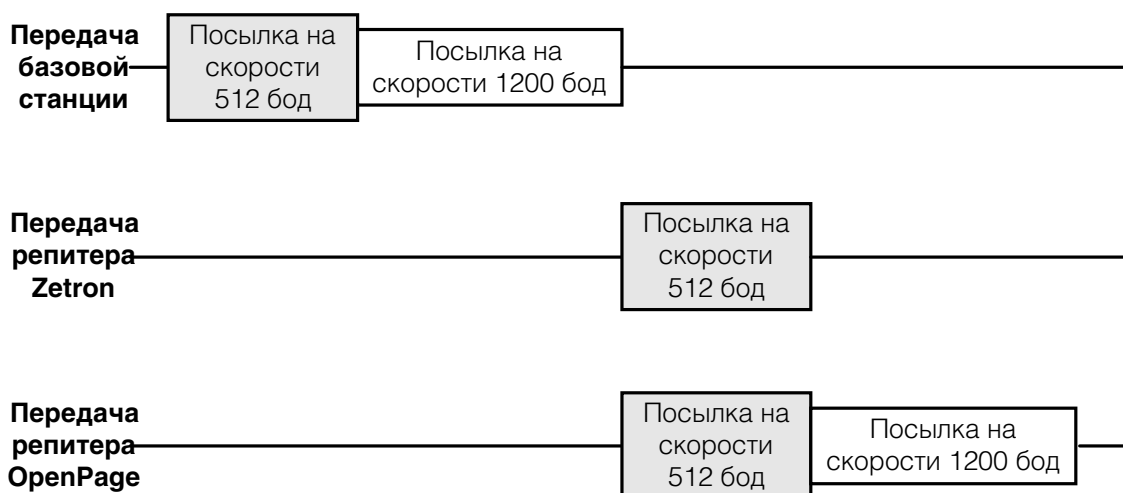 Передача
базовой
станции
Посылка на
скорости
512 бод
Посылка на
скорости 1200 бод
Передача
репитера
Zetron
Посылка на
скорости
512 бод
Передача
репитера
OpenPage
Посылка на
скорости
512 бод
Посылка на
скорости 1200 бод